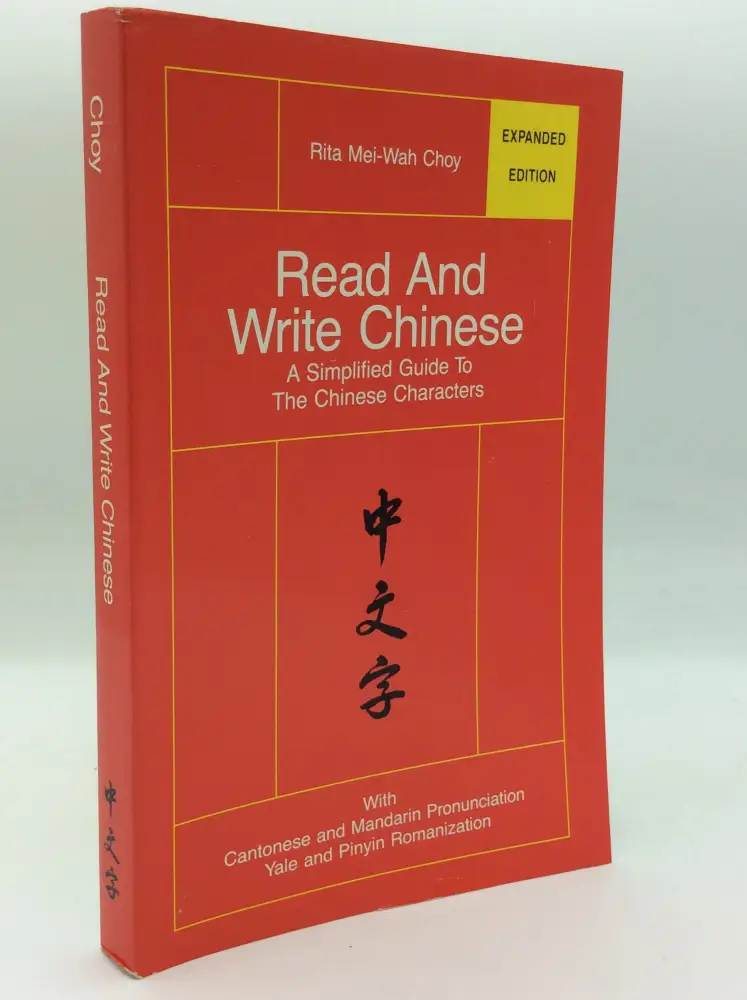 Choy
Read And Write Chinese
中文字
Rita Mei-Wah Choy
EXPANDED
EDITION
Read And
Write Chinese
A Simplified Guide To
The Chinese Characters
中
文
字
With
Cantonese and Mandarin Pronunciation
Yale and Pinyin Romanization